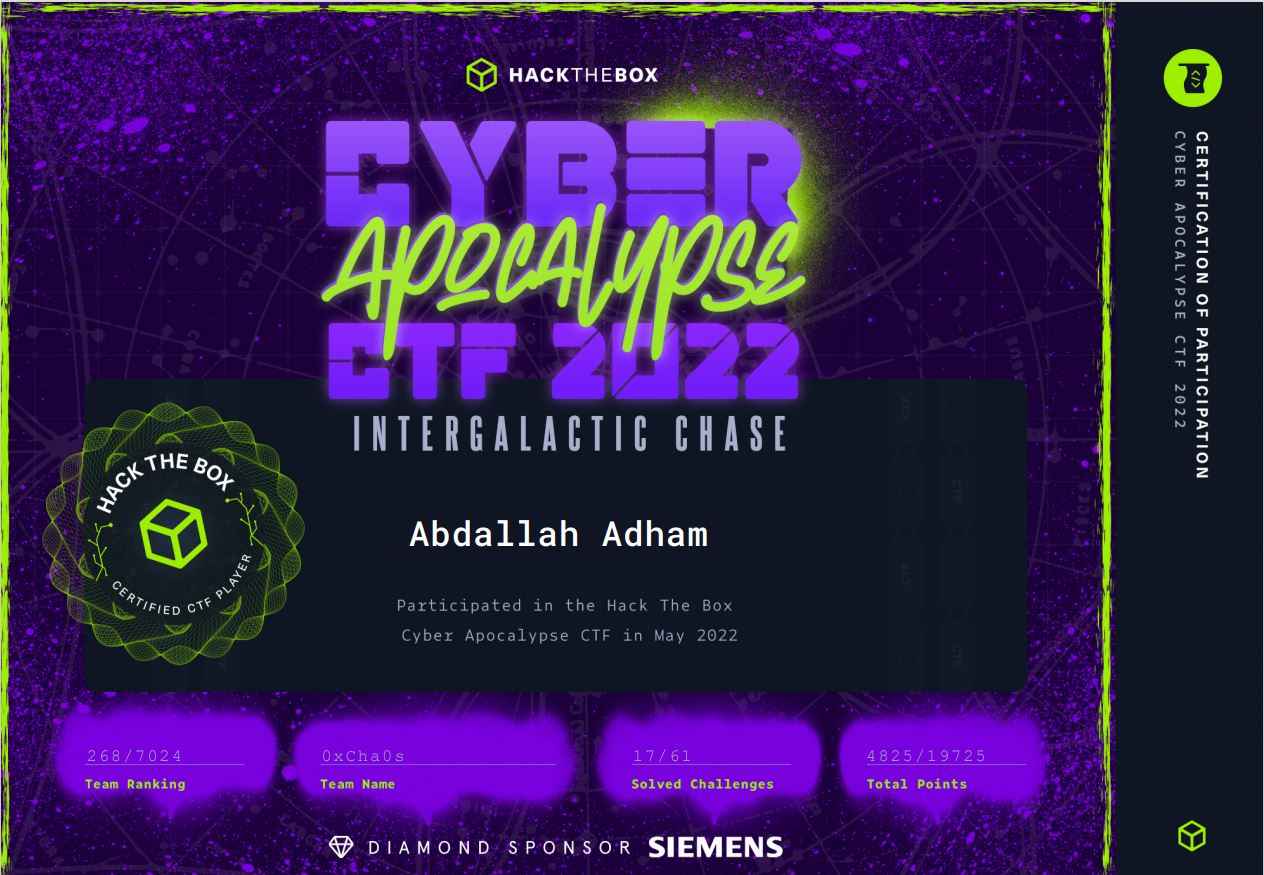 HACKTHEBOX
CYBER
APOCALYPSE
CTF 2022
INTERGALACTIC CHASE
HACK THE BOX
CERTIFIED CTF PLAYER
Abdallah Adham
Participated in the Hack The Box
Cyber Apocalypse CTF in May 2022
268/7024
Team Ranking
0xCha0s
Team Name
17/61
Solved Challenges
4825/19725
Total Points
DIAMOND SPONSOR SIEMENS
CERTIFICATION OF PARTICIPATION
CYBER APOCALYPSE CTF 2022